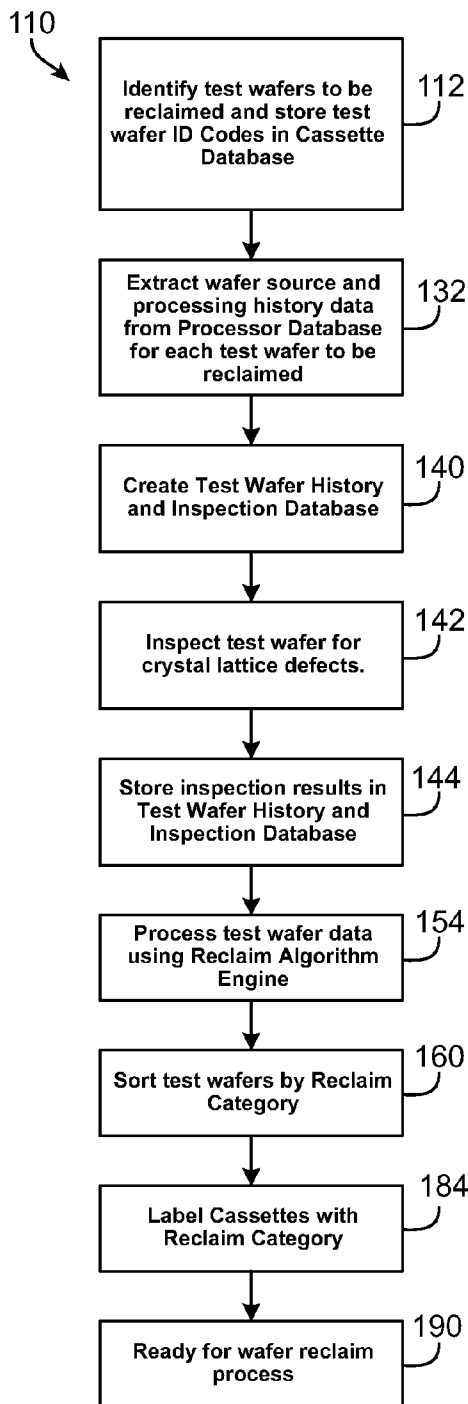 110
Identify test wafers to be
reclaimed and store test
wafer ID Codes in Cassette
Database
112
Extract wafer source and
processing history data
from Processor Database
for each test wafer to be
reclaimed
132
Create Test Wafer History
and Inspection Database
140
Inspect test wafer for
crystal lattice defects.
142
Store inspection results in
Test Wafer History and
Inspection Database
144
Process test wafer data
using Reclaim Algorithm
Engine
154
Sort test wafers by Reclaim
Category
160
Label Cassettes with
Reclaim Category
184
Ready for wafer reclaim
process
190